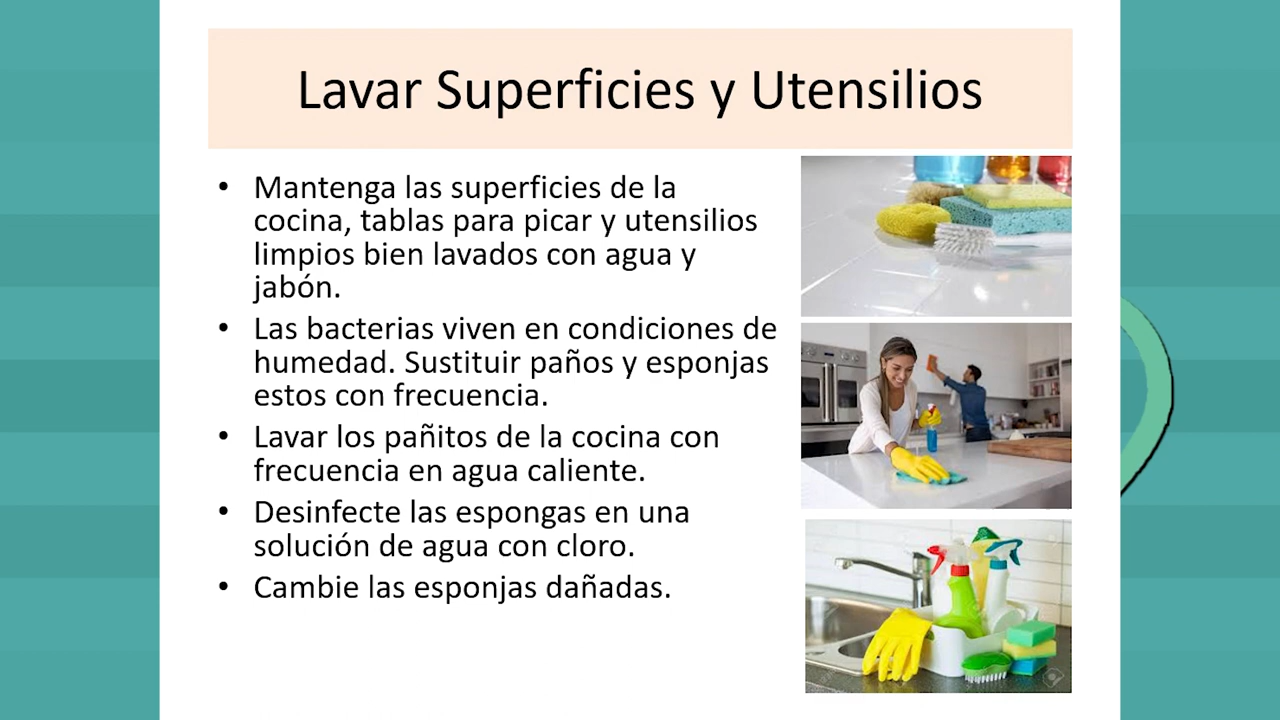 Lavar Superficies y Utensilios
• Mantenga las superficies de la
cocina, tablas para picar y utensilios
limpios bien lavados con agua y
jabón.
• Las bacterias viven en condiciones de
humedad. Sustituir paños y esponjas
estos con frecuencia.
• Lavar los pañitos de la cocina con
frecuencia en agua caliente.
• Desinfecte las espongas en una
solución de agua con cloro.
• Cambie las esponjas dañadas.